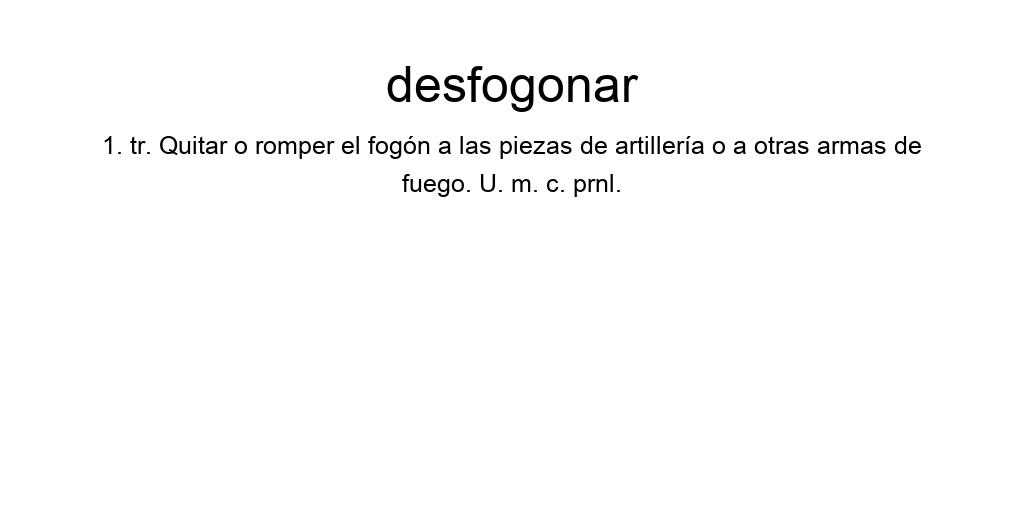 desfogonar
1. tr. Quitar o romper el fogón a las piezas de artillería o a otras armas de
fuego. U. m. c. prnl.